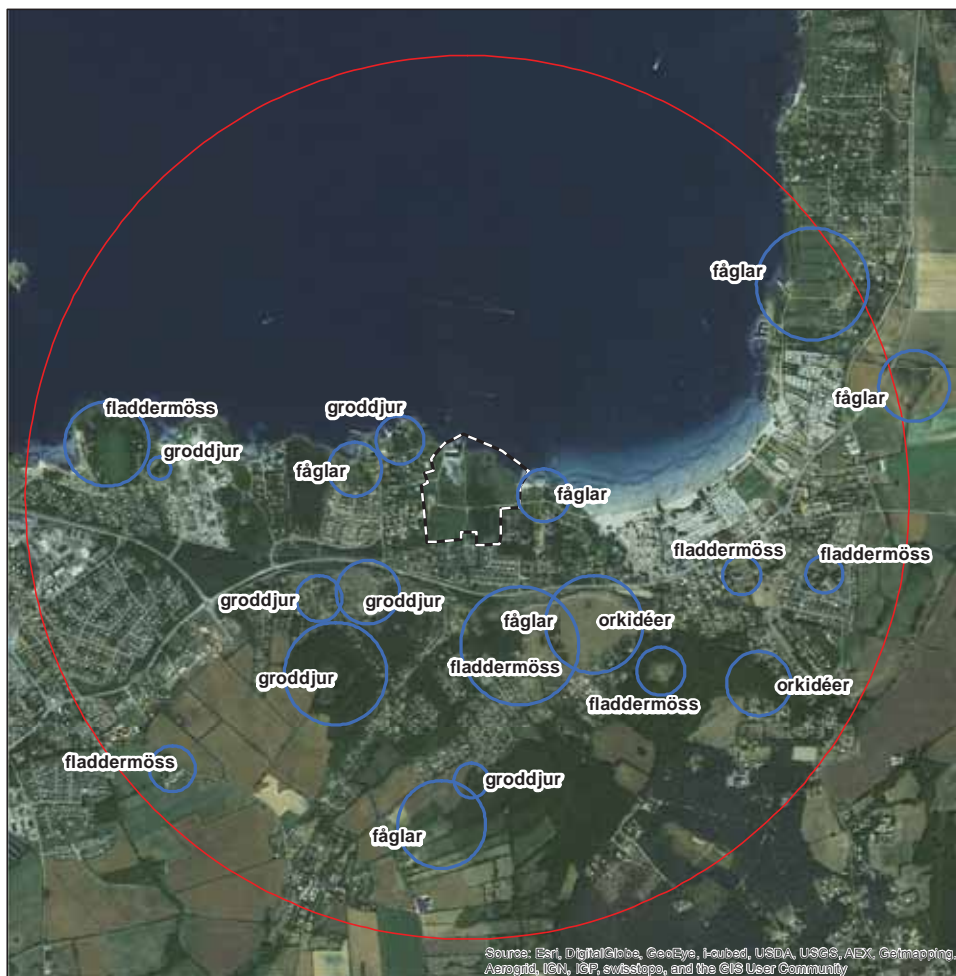 fåglar
fåglar
fladdermöss
groddjur
groddjur
fåglar
fåglar
fladdermöss
fladdermöss
groddjur
groddjur
fåglar
orkidéer
groddjur
fladdermöss
fladdermöss
orkidéer
fladdermöss
groddjur
fåglar
Source: Esri, DigitalGlobe, GeoEye, i-cubed, USDA, USGS, AEX, Getmapping,
Aerogrid, IGN, IGP, swisstopo, and the GIS User Community